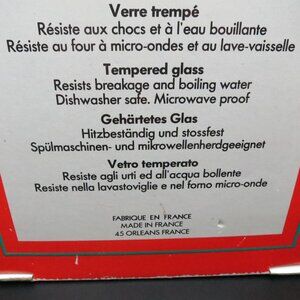 Verre trempé
Résiste aux chocs et à l'eau bouillante
Résiste au four à micro-ondes et au lave-vaisselle
Tempered glass
Resists breakage and boiling water
Dishwasher safe. Microwave proof
Gehärtetes Glas
Hitzbeständig und stossfest
Spülmaschinen- und mikrowellenherdgeeignet
Vetro temperato
Resiste agli urti ed all'acqua bollente
Resiste nella lavastoviglie e nel forno micro-onde
FABRIQUE EN FRANCE
MADE IN FRANCE
45 ORLEANS FRANCE